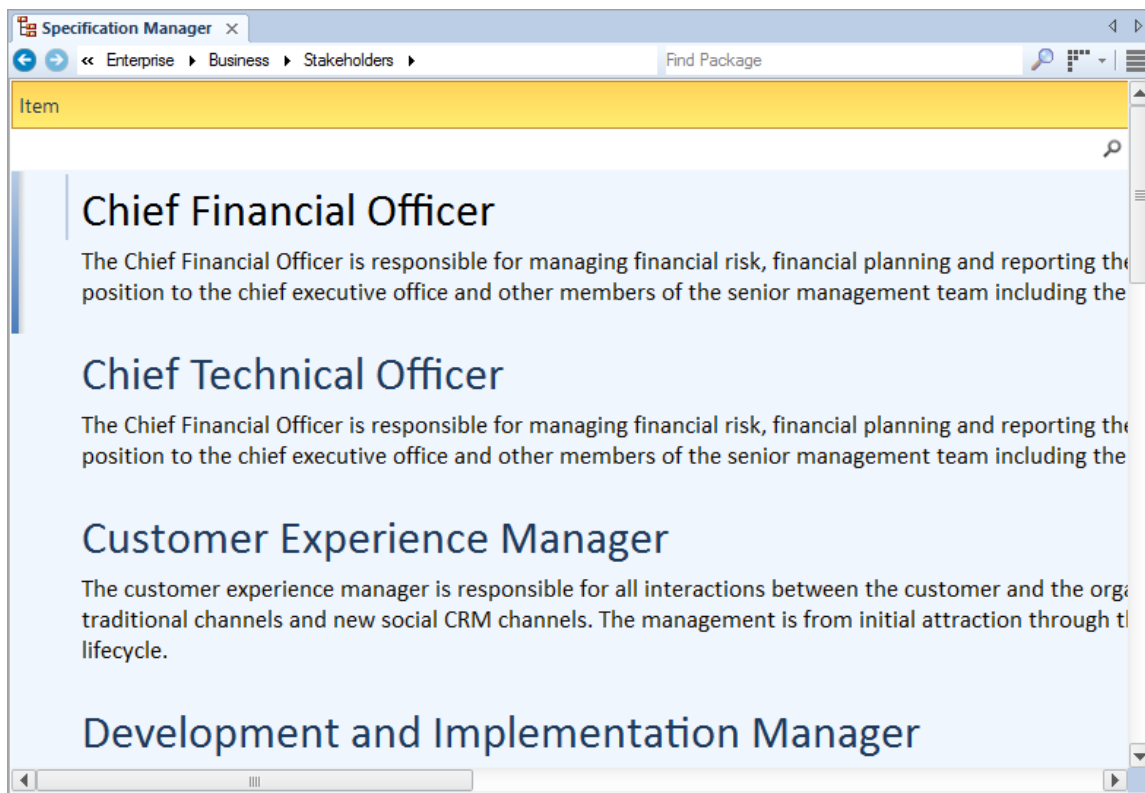 Specification Manager
« Enterprise Business Stakeholders
Find Package
Item
Chief Financial Officer
The Chief Financial Officer is responsible for managing financial risk, financial planning and reporting the
position to the chief executive office and other members of the senior management team including the
Chief Technical Officer
The Chief Financial Officer is responsible for managing financial risk, financial planning and reporting the
position to the chief executive office and other members of the senior management team including the
Customer Experience Manager
The customer experience manager is responsible for all interactions between the customer and the
traditional channels and new social CRM channels. The management is from initial attraction through
lifecycle.
Development and Implementation Manager